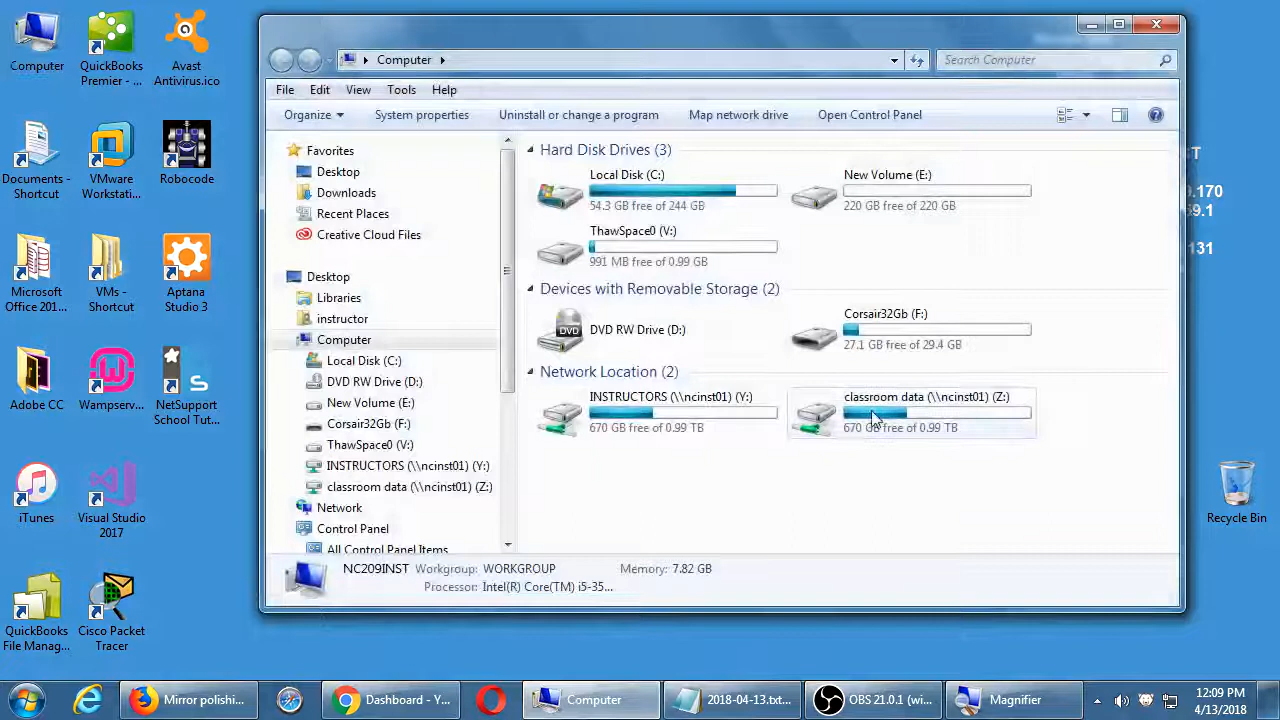 Computer
QuickBooks
Premier - ...
Avast
Antivirus.ico
Documents -
Shortcut
VMware
Workstati...
Robocode
Microsoft
Office 201...
VMs -
Shortcut
Aptana
Studio 3
Adobe CC
Wampserv...
NetSupport
School Tut...
iTunes
Visual Studio
2017
QuickBooks
File Manag...
Cisco Packet
Tracer
Computer
Search Computer
File Edit View Tools Help
Organize System properties Uninstall or change a program Map network drive Open Control Panel
Favorites
Desktop
Downloads
Recent Places
Creative Cloud Files
Desktop
Libraries
instructor
Computer
Local Disk (C:)
DVD RW Drive (D:)
New Volume (E:)
Corsair32Gb (F:)
ThawSpace0 (V:)
INSTRUCTORS (\\ncinst01) (Y:)
classroom data (\\ncinst01) (Z:)
Network
Control Panel
All Control Panel Items
Hard Disk Drives (3)
Local Disk (C:)
54.3 GB free of 244 GB
New Volume (E:)
220 GB free of 220 GB
ThawSpace0 (V:)
991 MB free of 0.99 GB
Devices with Removable Storage (2)
DVD
DVD RW Drive (D:)
Corsair32Gb (F:)
27.1 GB free of 29.4 GB
Network Location (2)
INSTRUCTORS (\\ncinst01) (Y:)
670 GB free of 0.99 TB
classroom data (\\ncinst01) (Z:)
670 GB free of 0.99 TB
NC209INST Workgroup: WORKGROUP Memory: 7.82 GB
Processor: Intel(R) Core(TM) i5-35...
ST
0.170
59.1
131
Recycle Bin
Mirror polishi...
Dashboard - Y...
Computer
2018-04-13.txt...
OBS 21.0.1 (wi...
Magnifier
12:09 PM
4/13/2018